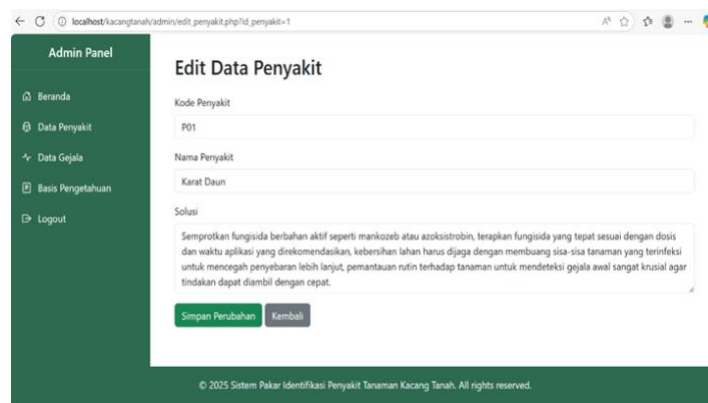 localhost/kacangtanah/admin/edit_penyakit.php?id_penyakit=1
Admin Panel
Beranda
Data Penyakit
Data Gejala
Basis Pengetahuan
Logout
Edit Data Penyakit
Kode Penyakit
P01
Nama Penyakit
Karat Daun
Solusi
Semprotkan fungisida berbahan aktif seperti mankozeb atau azoksistrobin, terapkan fungisida yang tepat sesuai dengan dosis
dan waktu aplikasi yang direkomendasikan, kebersihan lahan harus dijaga dengan membuang sisa-sisa tanaman yang terinfeksi
untuk mencegah penyebaran lebih lanjut, pemantauan rutin terhadap tanaman untuk mendeteksi gejala awal sangat krusial agar
tindakan dapat diambil dengan cepat.
Simpan Perubahan Kembali
© 2025 Sistem Pakar Identifikasi Penyakit Tanaman Kacang Tanah. All rights reserved.